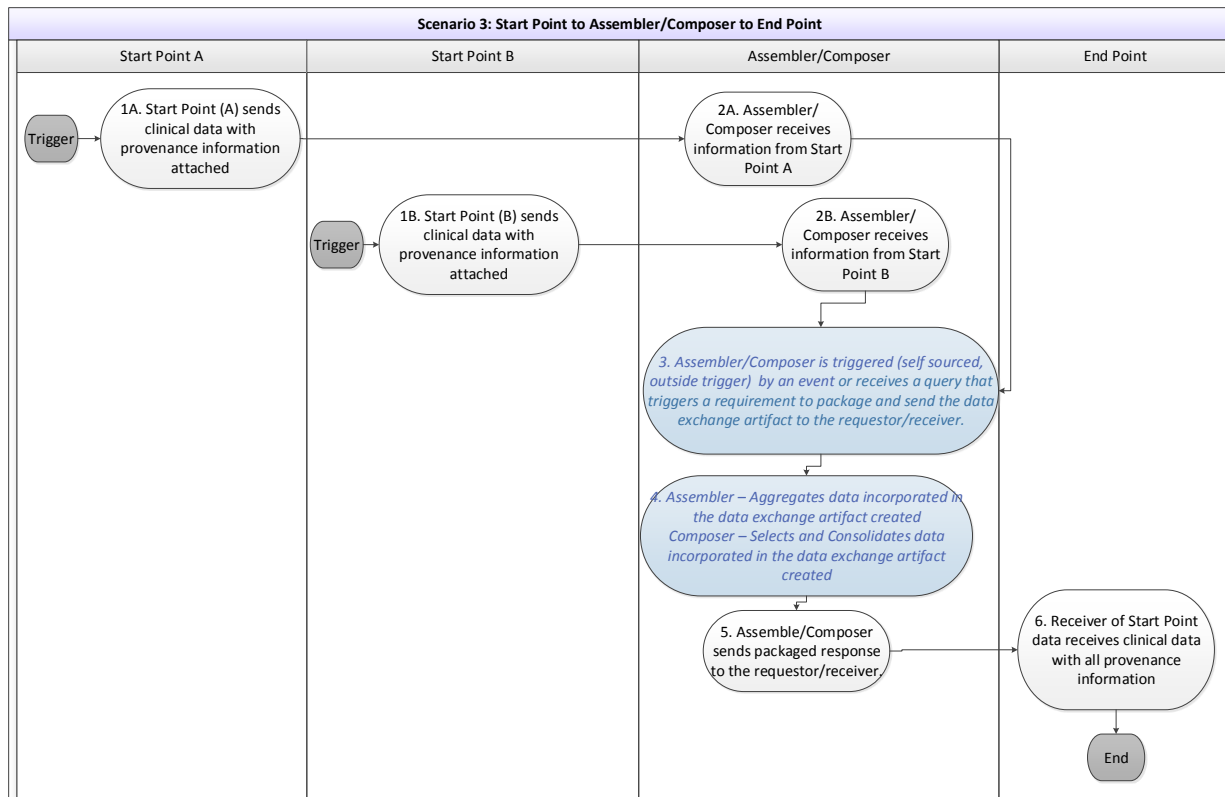 Scenario 3: Start Point to Assembler/Composer to End Point
Start Point A
Start Point B
Assembler/Composer
End Point
Trigger
1A. Start Point (A) sends
clinical data with
provenance information
attached
2A. Assembler/
Composer receives
information from Start
Point A
Trigger
1B. Start Point (B) sends
clinical data with
provenance information
attached
2B. Assembler/
Composer receives
information from Start
Point B
3. Assembler/Composer is triggered (self sourced,
outside trigger)  by an event or receives a query that
triggers a requirement to package and send the data
exchange artifact to the requestor/receiver.
4. Assembler – Aggregates data incorporated in
the data exchange artifact created
Composer – Selects and Consolidates data
incorporated in the data exchange artifact
created
5. Assemble/Composer
sends packaged response
to the requestor/receiver.
6. Receiver of Start Point
data receives clinical data
with all provenance
information
End